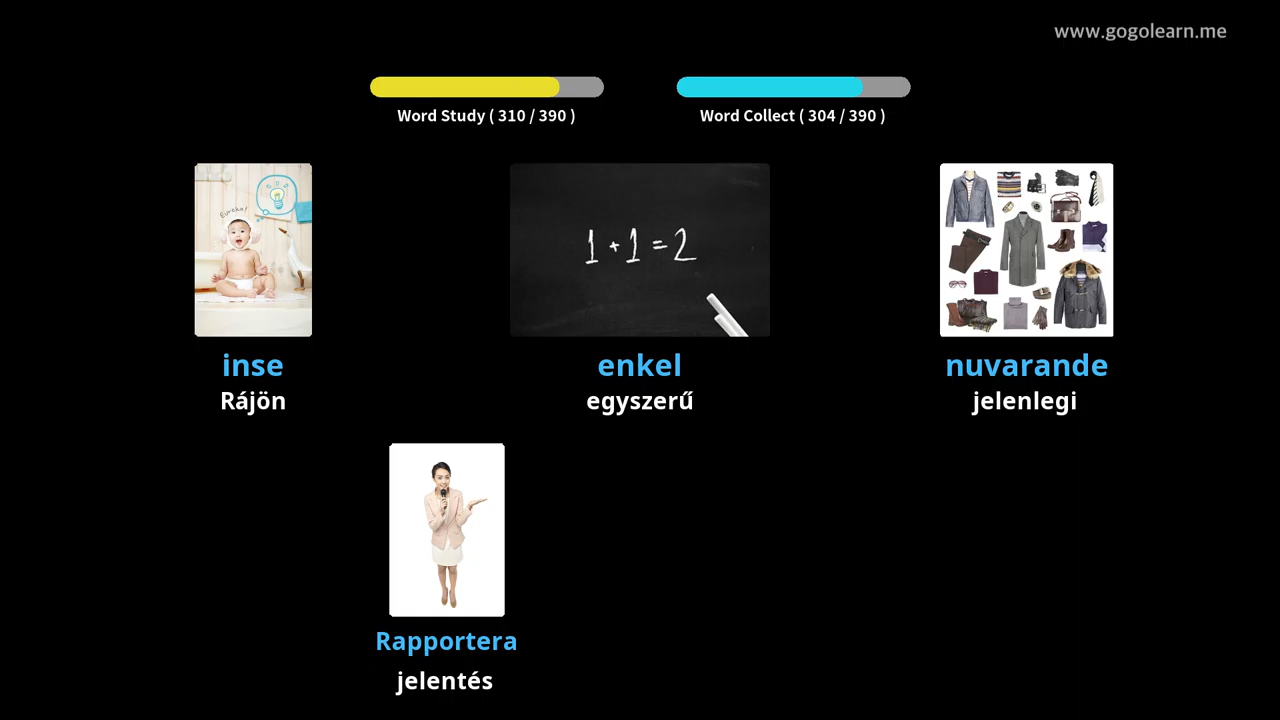 www.gogolearn.me
Word Study ( 310 / 390 )
Word Collect ( 304 / 390 )
Eureka!
1+1=2
inse
Rájön
enkel
egyszerű
nuvarande
jelenlegi
Rapportera
jelentés